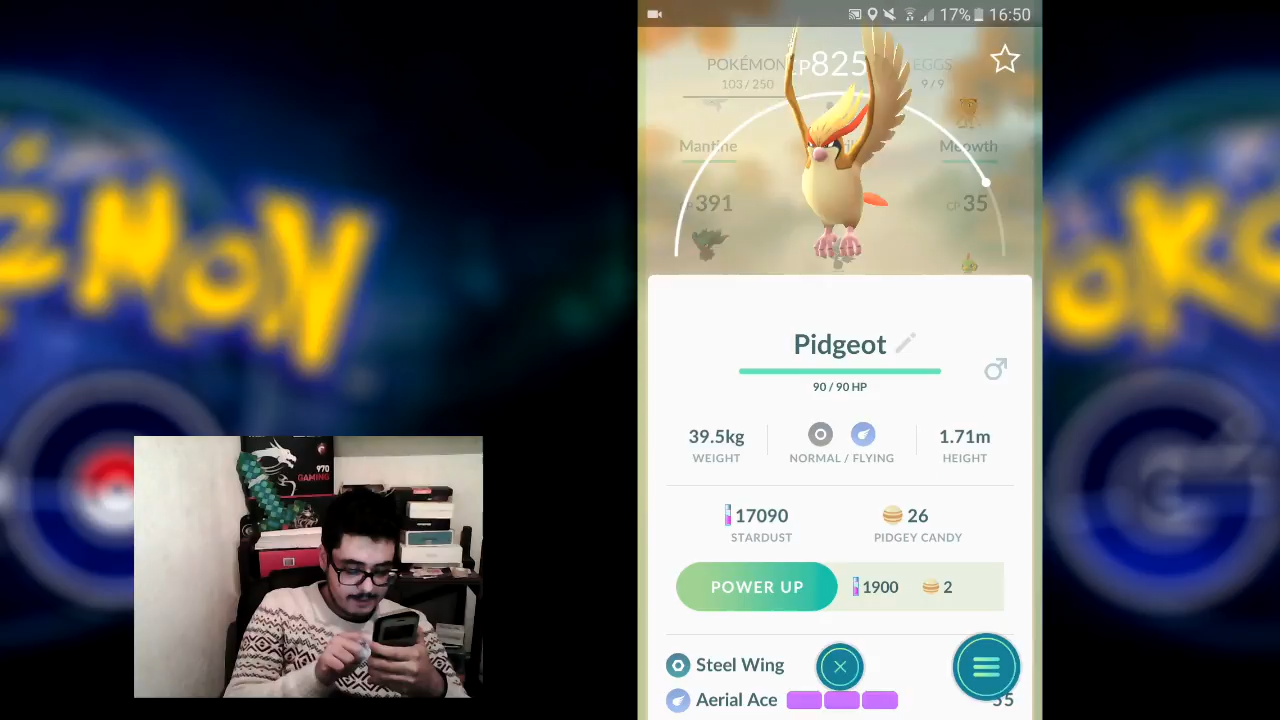 17% 16:50
POKÉMON CP825 EGGS
103 / 250 9 / 9
Mantine Meowth
391 CP35
Pidgeot
90 / 90 HP
39.5kg 1.71m
WEIGHT NORMAL / FLYING HEIGHT
17090 26
STARDUST PIDGEY CANDY
POWER UP 1900 2
Steel Wing
Aerial Ace 55
970
GAMING